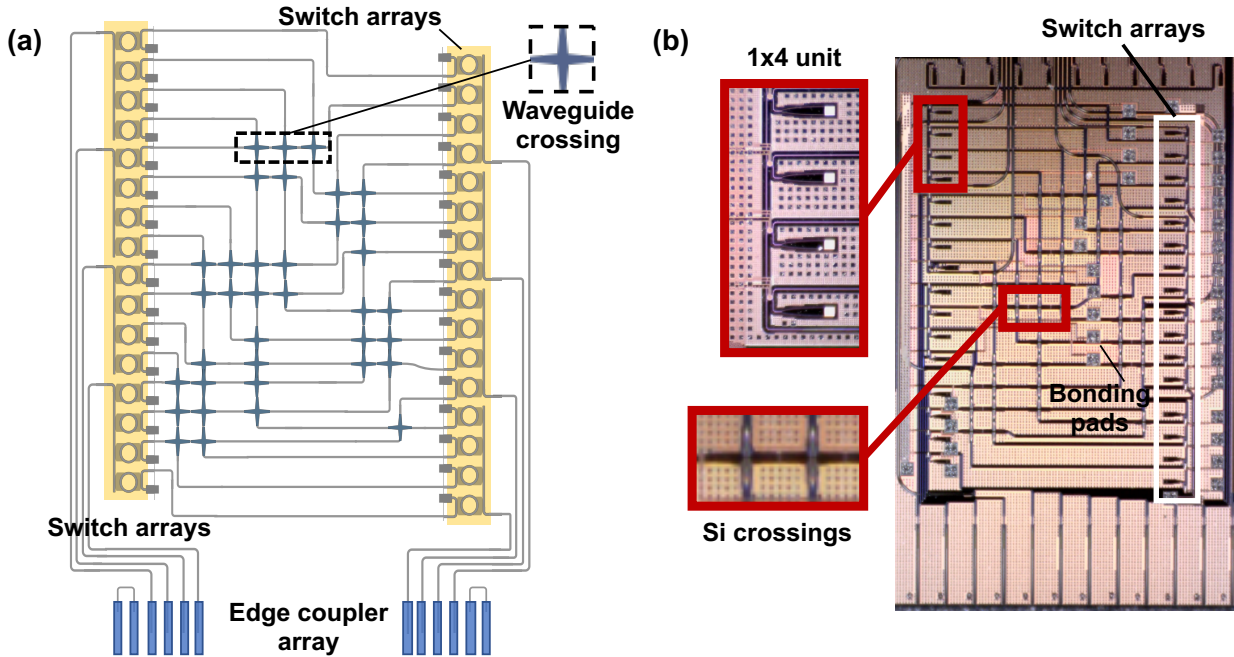 (a)
Switch arrays
Waveguide
crossing
Switch arrays
Edge coupler
array
(b)
1x4 unit
Switch arrays
Bonding
pads
Si crossings